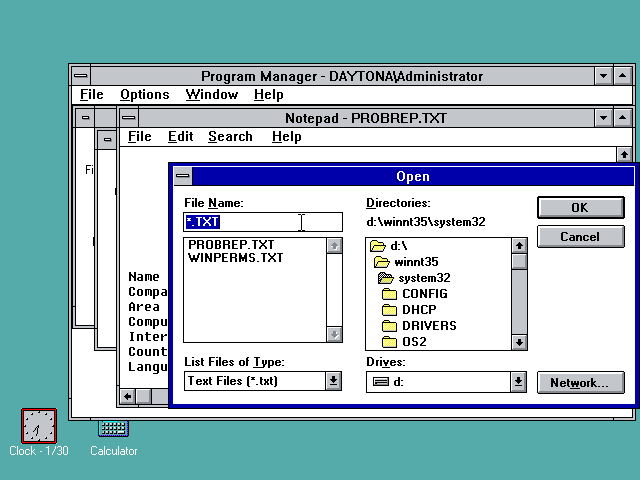 Program Manager - DAYTONA\Administrator
File Options Window Help
Notepad - PROBREP.TXT
File Edit Search Help
Open
File Name:
*.TXT
PROBREP.TXT
WINPERMS.TXT
List Files of Type:
Text Files (*.txt)
Directories:
d:\winnt35\system32
d:\
winnt35
system32
CONFIG
DHCP
DRIVERS
OS2
Drives:
d:
OK
Cancel
Network...
Fi
Name
Compa
Area
Compu
Inter
Count
Langu
Clock - 1/30
Calculator